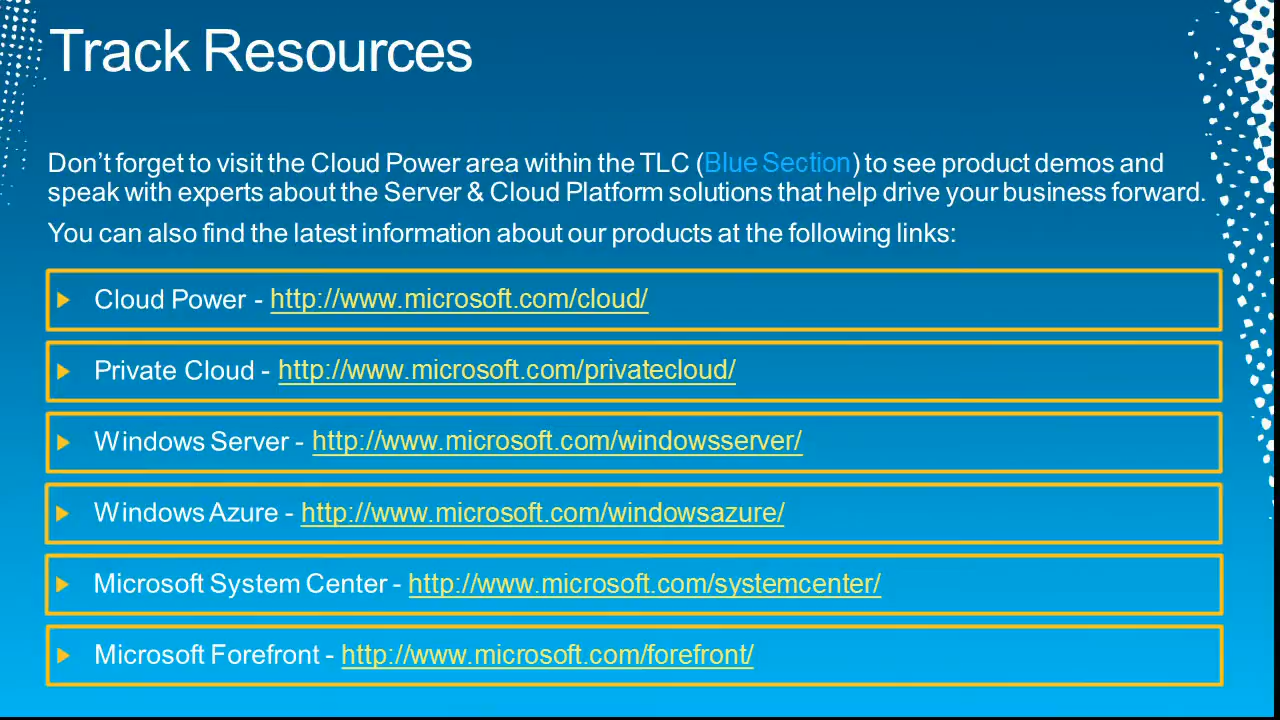 Track Resources
Don't forget to visit the Cloud Power area within the TLC (Blue Section) to see product demos and
speak with experts about the Server & Cloud Platform solutions that help drive your business forward.
You can also find the latest information about our products at the following links:
Cloud Power - http://www.microsoft.com/cloud/
Private Cloud - http://www.microsoft.com/privatecloud/
Windows Server - http://www.microsoft.com/windowsserver/
Windows Azure - http://www.microsoft.com/windowsazure/
Microsoft System Center - http://www.microsoft.com/systemcenter/
Microsoft Forefront - http://www.microsoft.com/forefront/